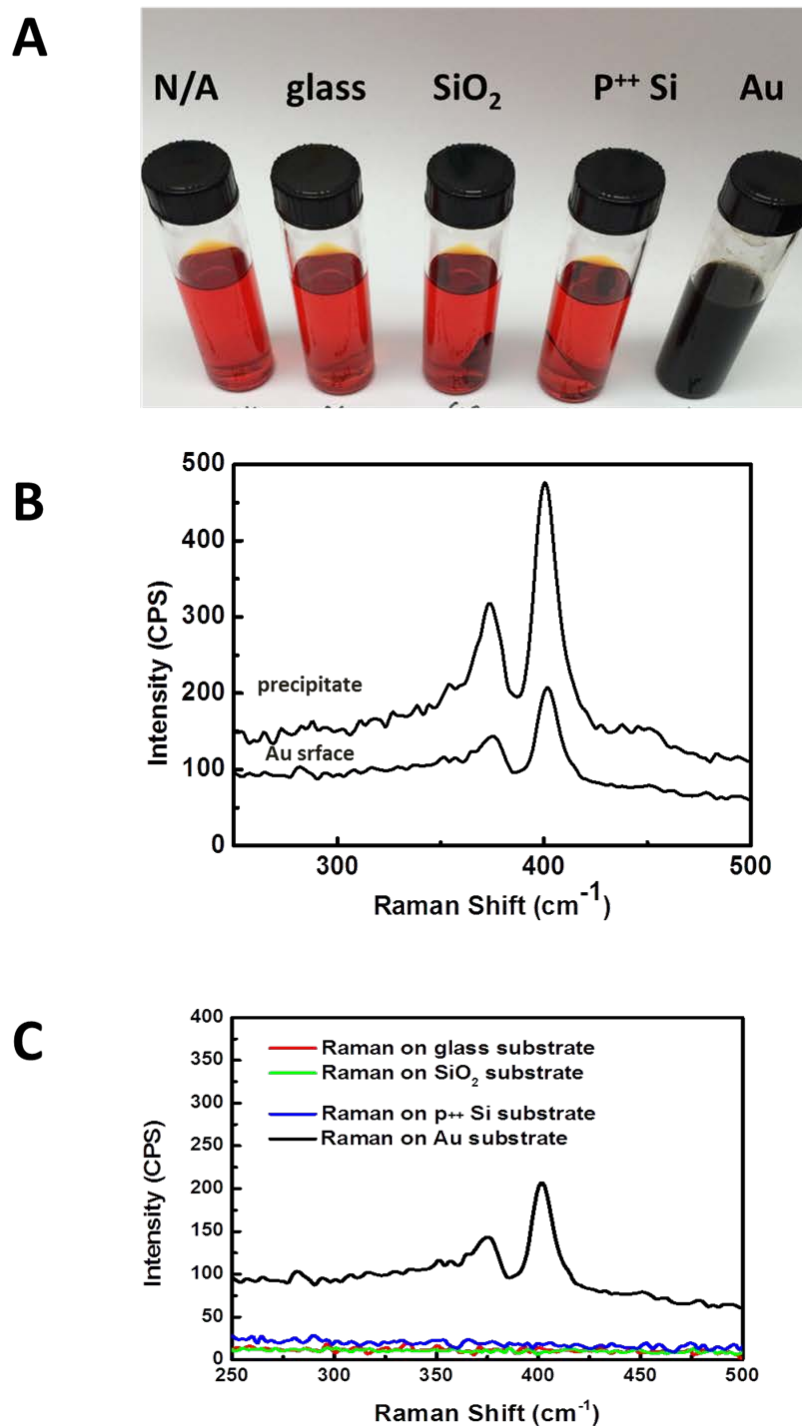 A
N/A glass SiO₂ P⁺⁺ Si Au
B
500
400
300
200
100
0
Intensity (CPS)
precipitate
Au srface
300 400 500
Raman Shift (cm⁻¹)
C
400
350
300
250
200
150
100
50
0
Intensity (CPS)
Raman on glass substrate
Raman on SiO₂ substrate
Raman on p⁺⁺ Si substrate
Raman on Au substrate
250 300 350 400 450 500
Raman Shift (cm⁻¹)